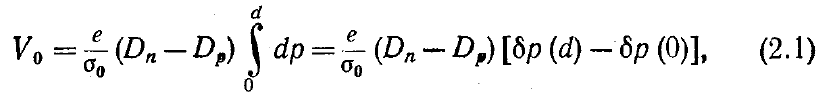 V₀ = e/σ₀ (Dₙ − Dₚ) ∫₀ᵈ dp = e/σ₀ (Dₙ − Dₚ) [δp (d) − δp (0)], (2.1)